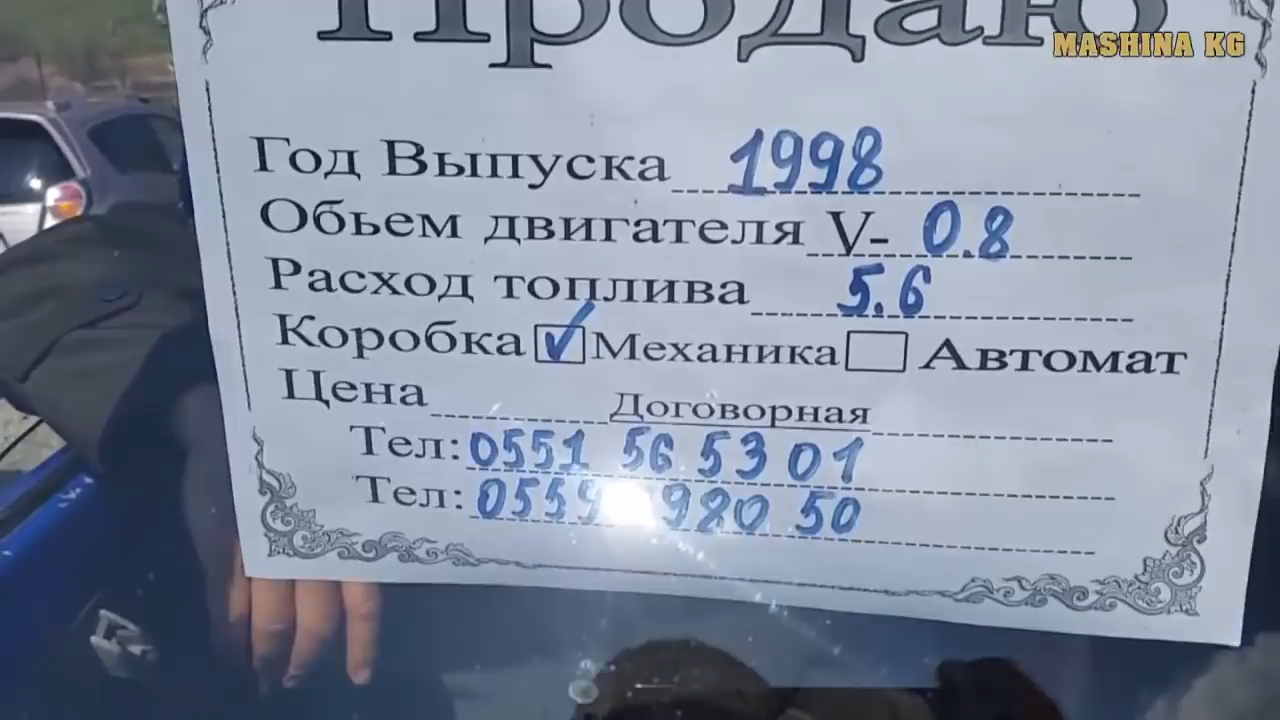 Продаю
MASHINA KG
Год Выпуска 1998
Обьем двигателя V- 0.8
Расход топлива 5.6
Коробка ✓ Механика Автомат
Цена Договорная
Тел: 0551 56 53 01
Тел: 0559 980 50